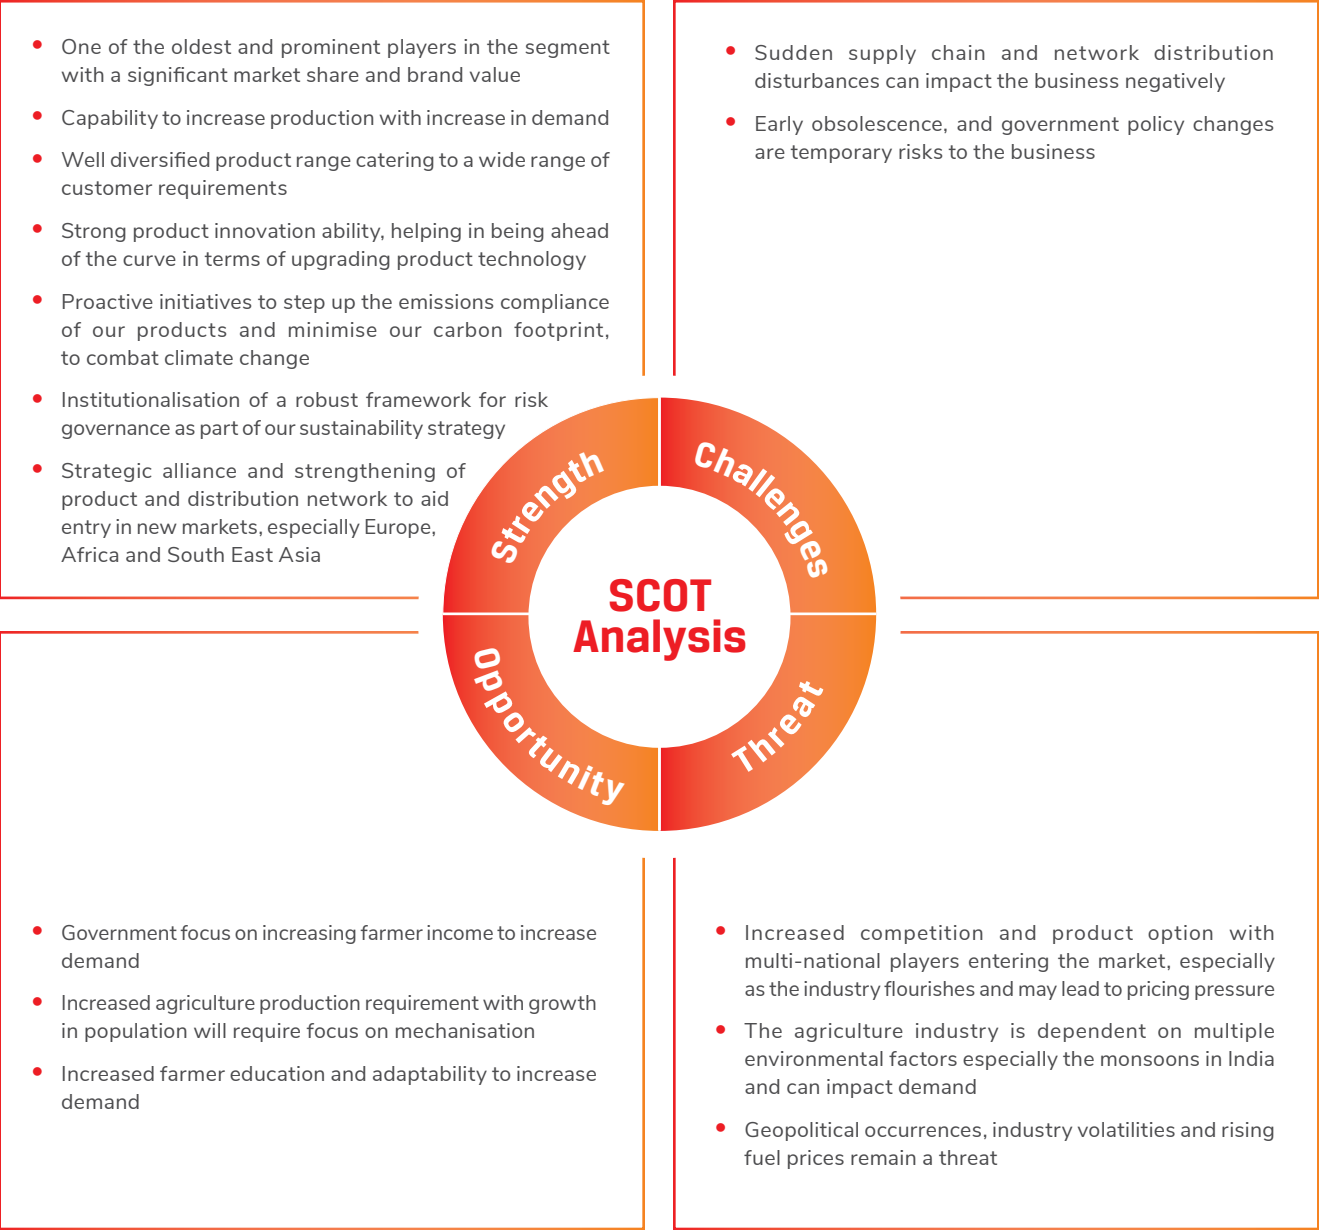 One of the oldest and prominent players in the segment
with a significant market share and brand value
Capability to increase production with increase in demand
Well diversified product range catering to a wide range of
customer requirements
Strong product innovation ability, helping in being ahead
of the curve in terms of upgrading product technology
Proactive initiatives to step up the emissions compliance
of our products and minimise our carbon footprint,
to combat climate change
Institutionalisation of a robust framework for risk
governance as part of our sustainability strategy
Strategic alliance and strengthening of
product and distribution network to aid
entry in new markets, especially Europe,
Africa and South East Asia
Sudden supply chain and network distribution
disturbances can impact the business negatively
Early obsolescence, and government policy changes
are temporary risks to the business
Strength
Challenges
SCOT
Analysis
Opportunity
Threat
Government focus on increasing farmer income to increase
demand
Increased agriculture production requirement with growth
in population will require focus on mechanisation
Increased farmer education and adaptability to increase
demand
Increased competition and product option with
multi-national players entering the market, especially
as the industry flourishes and may lead to pricing pressure
The agriculture industry is dependent on multiple
environmental factors especially the monsoons in India
and can impact demand
Geopolitical occurrences, industry volatilities and rising
fuel prices remain a threat